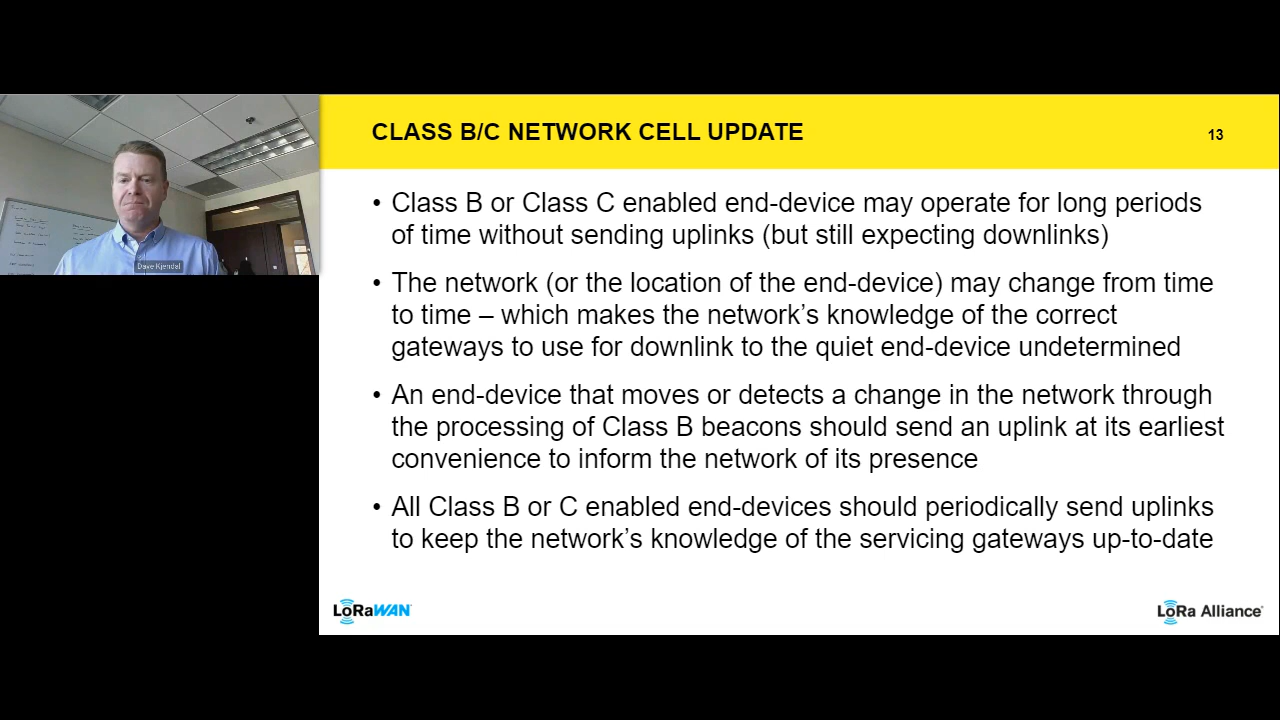 CLASS B/C NETWORK CELL UPDATE
13
• Class B or Class C enabled end-device may operate for long periods
of time without sending uplinks (but still expecting downlinks)
• The network (or the location of the end-device) may change from time
to time – which makes the network’s knowledge of the correct
gateways to use for downlink to the quiet end-device undetermined
• An end-device that moves or detects a change in the network through
the processing of Class B beacons should send an uplink at its earliest
convenience to inform the network of its presence
• All Class B or C enabled end-devices should periodically send uplinks
to keep the network’s knowledge of the servicing gateways up-to-date
Dave Kjendal
LoRaWAN
LoRa Alliance